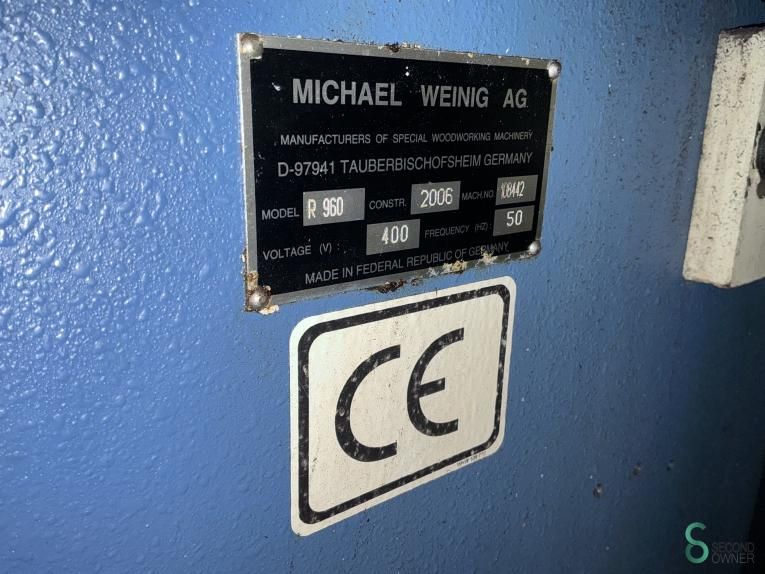 MICHAEL WEINIG AG
MANUFACTURERS OF SPECIAL WOODWORKING MACHINERY
D-97941 TAUBERBISCHOFSHEIM GERMANY
MODEL R 960 CONSTR. 2006 MACH.NO. 108442
VOLTAGE (V) : 400 FREQUENCY (HZ) : 50
MADE IN FEDERAL REPUBLIC OF GERMANY
CE
SECOND
OWNER